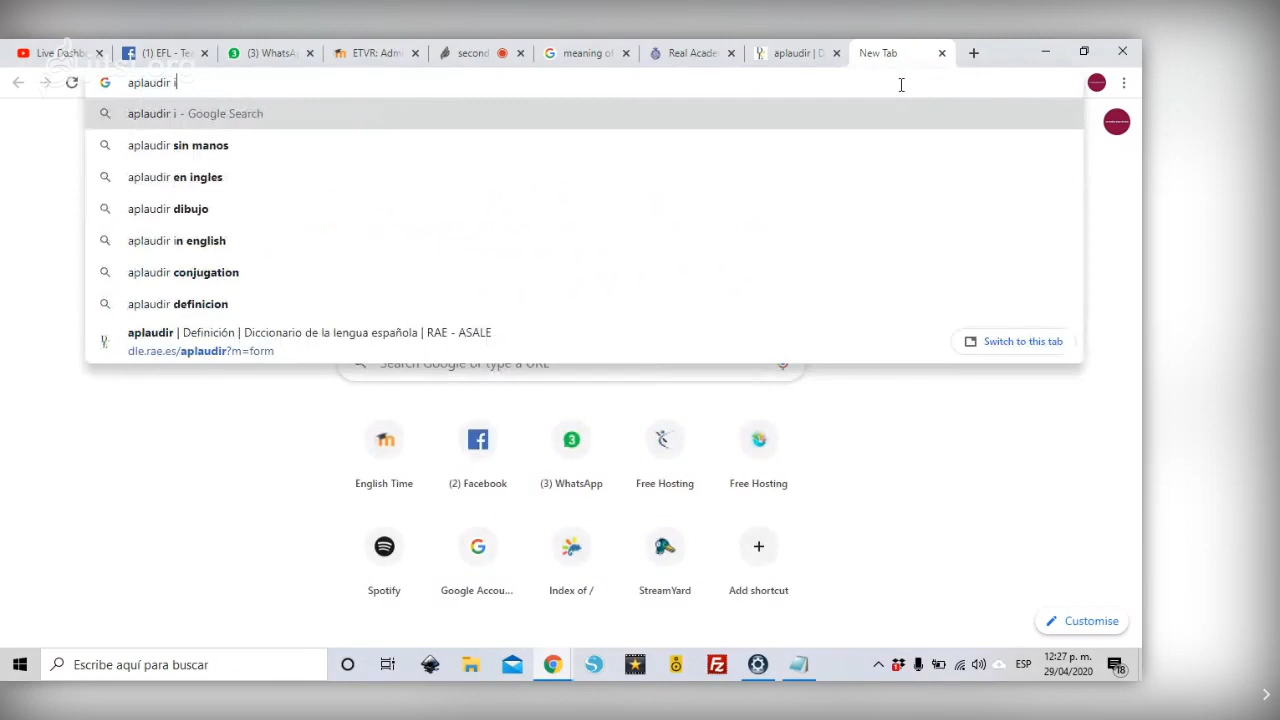 Live Dashb
(1) EFL - Tea
(3) WhatsA
ETVR: Adm
second
meaning of
Real Acade
aplaudir | D
New Tab
jitsi.org
aplaudir i
aplaudir i - Google Search
aplaudir sin manos
aplaudir en ingles
aplaudir dibujo
aplaudir in english
aplaudir conjugation
aplaudir definicion
aplaudir | Definición | Diccionario de la lengua española | RAE - ASALE
dle.rae.es/aplaudir?m=form
Switch to this tab
Search Google or type a URL
English Time
(2) Facebook
(3) WhatsApp
Free Hosting
Free Hosting
Spotify
Google Accou...
Index of /
StreamYard
Add shortcut
Customise
Escribe aquí para buscar
ESP
12:27 p. m.
29/04/2020
18